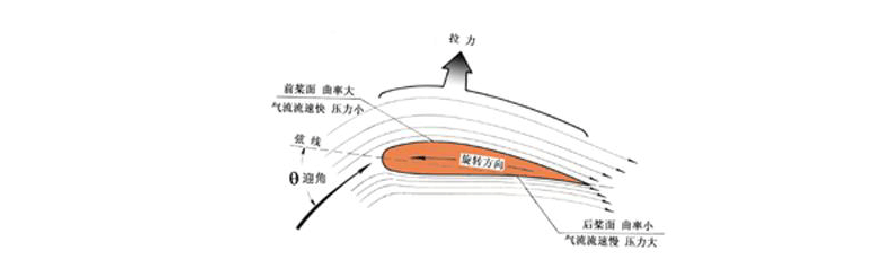 拉力
前桨面 曲率大
气流流速快 压力小
弦线
θ 迎角
旋转方向
后桨面 曲率小
气流流速慢 压力大